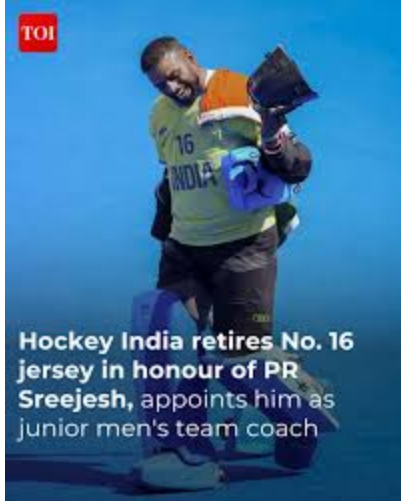 TOI
16
INDIA
Hockey India retires No. 16
jersey in honour of PR
Sreejesh, appoints him as
junior men's team coach